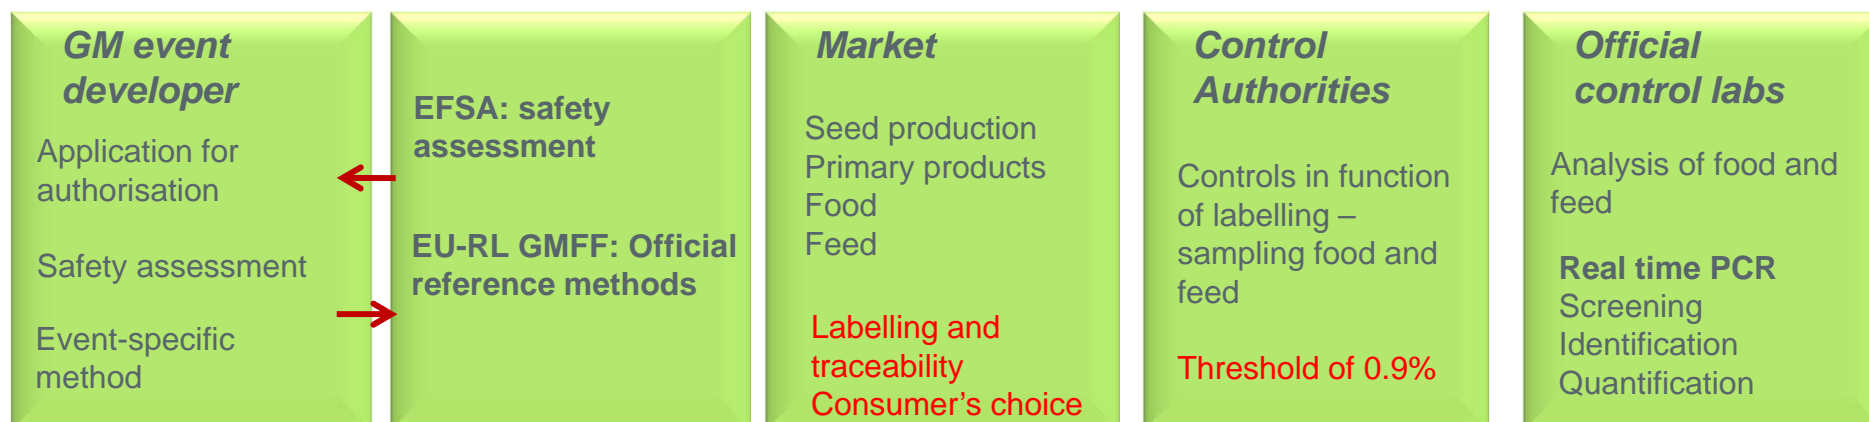 GM event
developer
Application for
authorisation
Safety assessment
Event-specific
method
EFSA: safety
assessment
EU-RL GMFF: Official
reference methods
Market
Seed production
Primary products
Food
Feed
Labelling and
traceability
Consumer's choice
Control
Authorities
Controls in function
of labelling –
sampling food and
feed
Threshold of 0.9%
Official
control labs
Analysis of food and
feed
Real time PCR
Screening
Identification
Quantification